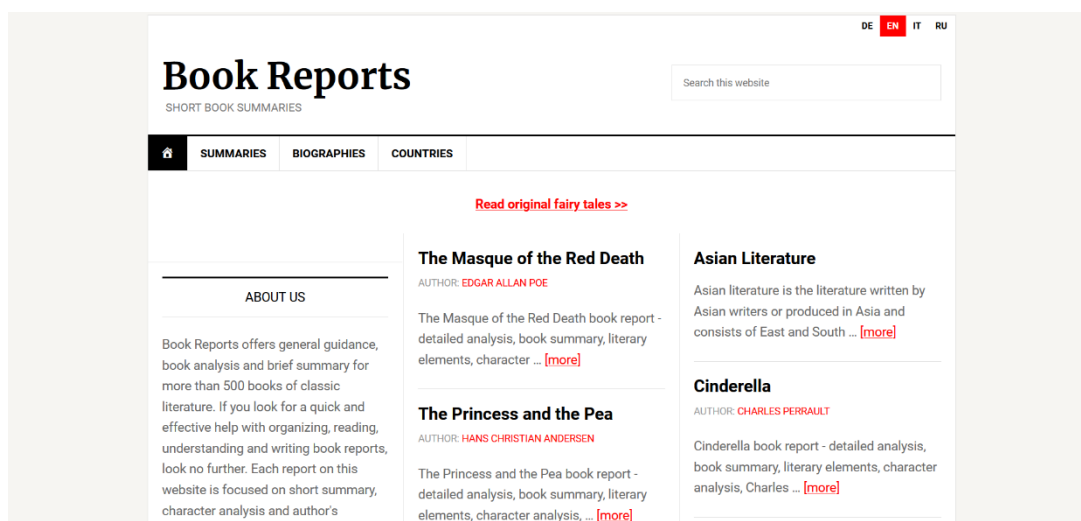 DE EN IT RU
Book Reports
SHORT BOOK SUMMARIES
Search this website
SUMMARIES BIOGRAPHIES COUNTRIES
Read original fairy tales >>
ABOUT US
Book Reports offers general guidance,
book analysis and brief summary for
more than 500 books of classic
literature. If you look for a quick and
effective help with organizing, reading,
understanding and writing book reports,
look no further. Each report on this
website is focused on short summary,
character analysis and author's
The Masque of the Red Death
AUTHOR: EDGAR ALLAN POE
The Masque of the Red Death book report -
detailed analysis, book summary, literary
elements, character ... [more]
The Princess and the Pea
AUTHOR: HANS CHRISTIAN ANDERSEN
The Princess and the Pea book report -
detailed analysis, book summary, literary
elements, character analysis, ... [more]
Asian Literature
Asian literature is the literature written by
Asian writers or produced in Asia and
consists of East and South ... [more]
Cinderella
AUTHOR: CHARLES PERRAULT
Cinderella book report - detailed analysis,
book summary, literary elements, character
analysis, Charles ... [more]